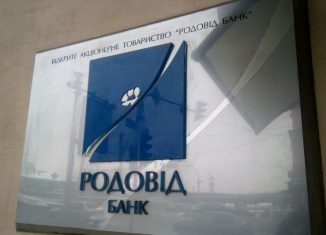 ВІДКРИТЕ АКЦІОНЕРНЕ ТОВАРИСТВО "РОДОВІД БАНК"
РОДОВІД
БАНК